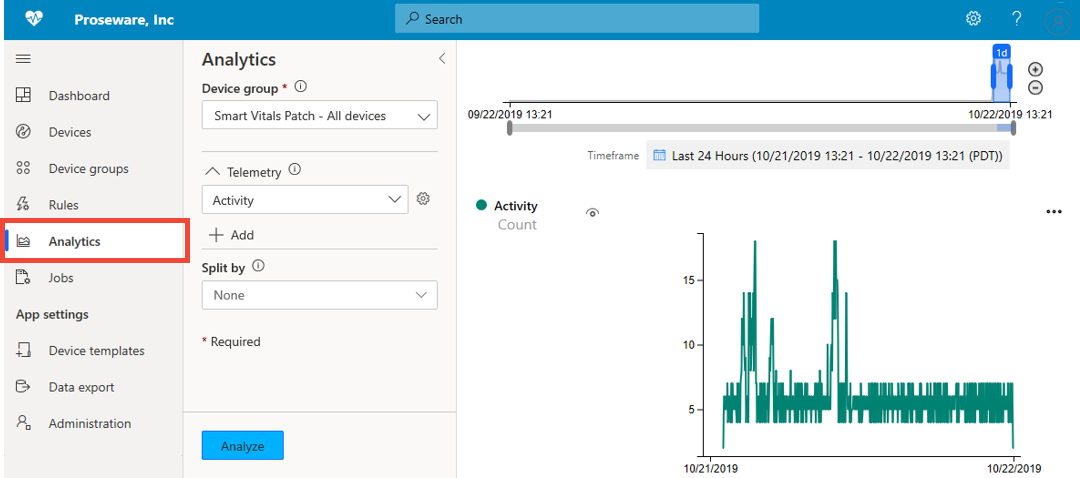 Proseware, Inc
Search
?
Dashboard
Devices
Device groups
Rules
Analytics
Jobs
App settings
Device templates
Data export
Administration
Analytics
Device group *
Smart Vitals Patch - All devices
Telemetry
Activity
Add
Split by
None
* Required
Analyze
1d
09/22/2019 13:21
10/22/2019 13:21
Timeframe
Last 24 Hours (10/21/2019 13:21 - 10/22/2019 13:21 (PDT))
Activity
Count
15
10
5
10/21/2019
10/22/2019